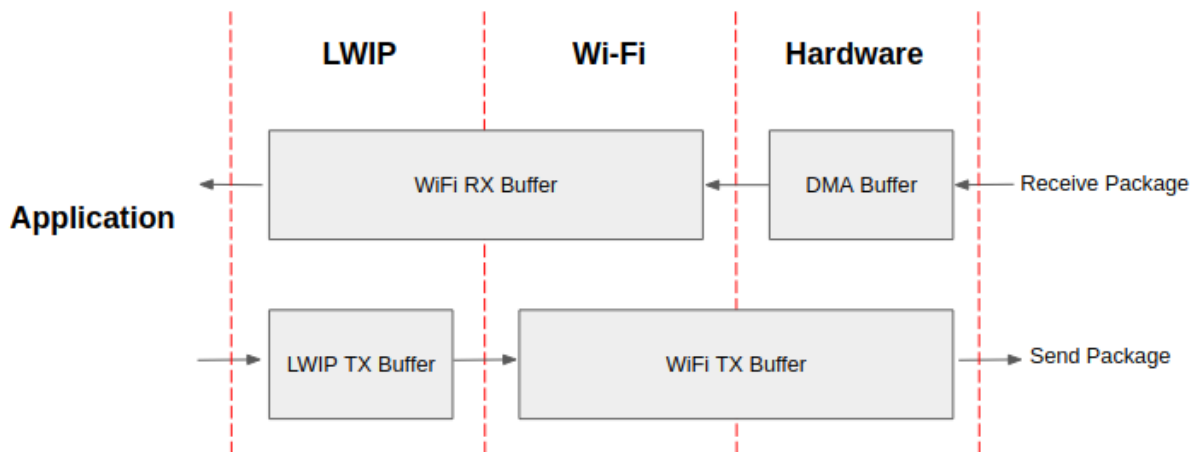 LWIP
Wi-Fi
Hardware
WiFi RX Buffer
DMA Buffer
Receive Package
Application
LWIP TX Buffer
WiFi TX Buffer
Send Package